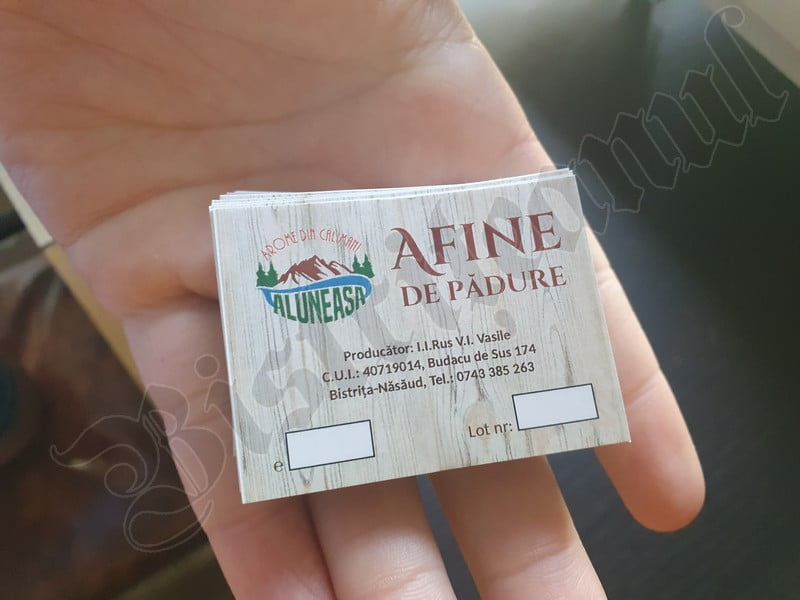 AROME DIN CĂLIMANI
ALUNEASA
AFINE
DE PĂDURE
Producător: I.I.Rus V.I. Vasile
C.U.I.: 40719014, Budacu de Sus 174
Bistrița-Năsăud, Tel.: 0743 385 263
e
Lot nr:
Bistriteanul